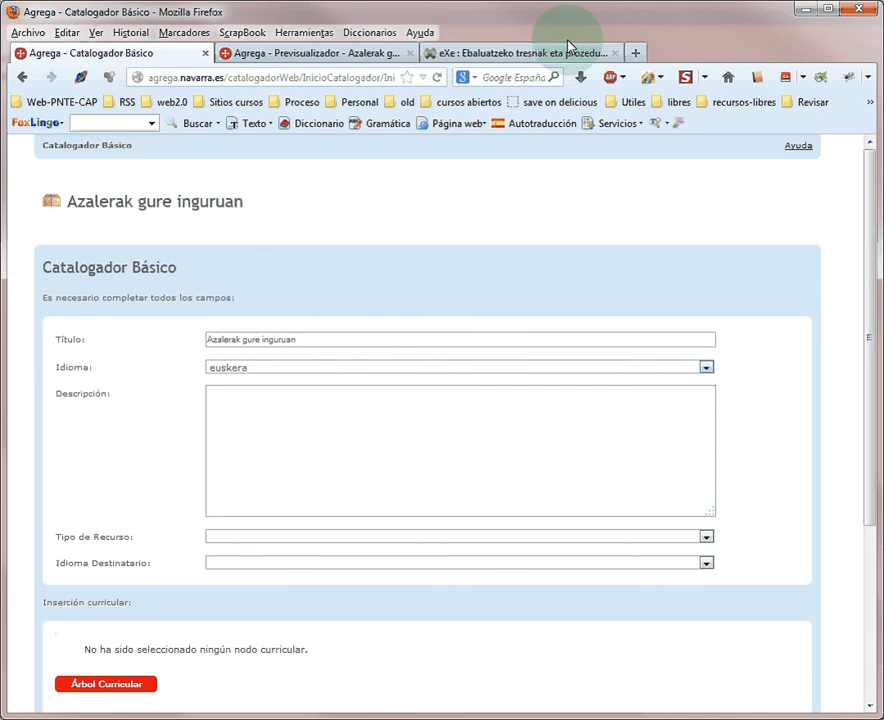 Agrega - Catalogador Básico - Mozilla Firefox
Archivo Editar Ver Historial Marcadores ScrapBook Herramientas Diccionarios Ayuda
Agrega - Catalogador Básico × Agrega - Previsualizador - Azalerak g... × eXe : Ebaluatzeko tresnak eta prozedu... × +
agrega.navarra.es/catalogadorWeb/InicioCatalogador/Ini Google Españа
Web-PNTE-CAP RSS web2.0 Sitios cursos Proceso Personal old cursos abiertos save on delicious Utiles libres recursos-libres Revisar »
FoxLingo Buscar Texto Diccionario Gramática Página web Autotraducción Servicios
Catalogador Básico Ayuda
Azalerak gure inguruan
Catalogador Básico
Es necesario completar todos los campos:
Título: Azalerak gure inguruan
Idioma: euskera
Descripción:
Tipo de Recurso:
Idioma Destinatario:
Inserción curricular:
No ha sido seleccionado ningún nodo curricular.
Árbol Curricular